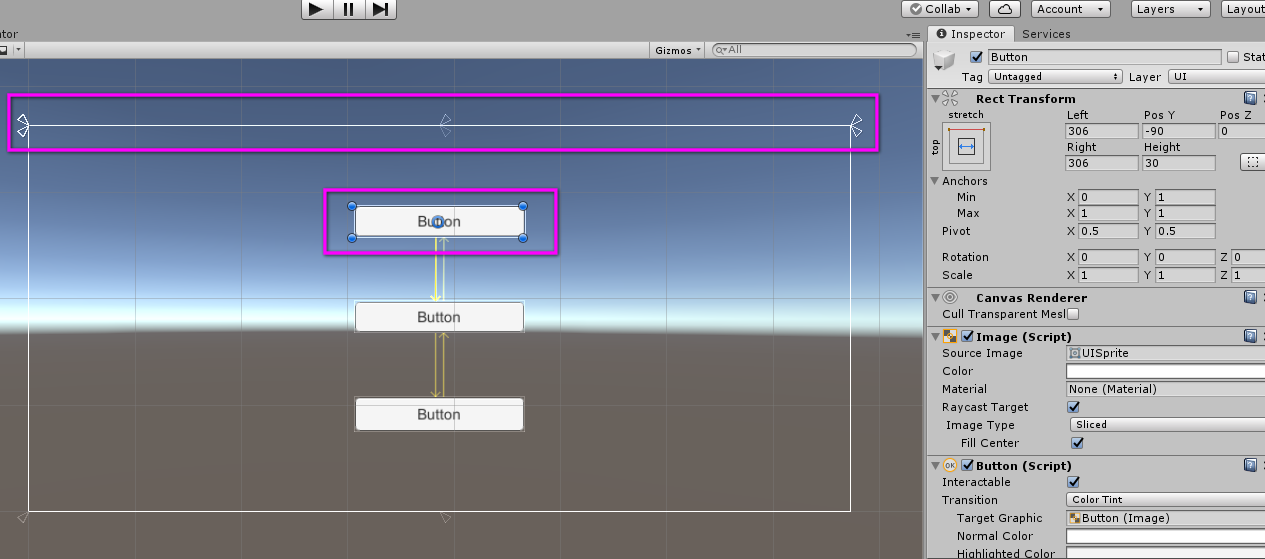 Collab Account Layers Layout
tor
Gizmos All
Inspector Services
Button Stat
Tag Untagged Layer UI
Rect Transform
stretch
top
Left Pos Y Pos Z
306 -90 0
Right Height
306 30
Anchors
Min X 0 Y 1
Max X 1 Y 1
Pivot X 0.5 Y 0.5
Rotation X 0 Y 0 Z 0
Scale X 1 Y 1 Z 1
Canvas Renderer
Cull Transparent Mesl
Image (Script)
Source Image UISprite
Color
Material None (Material)
Raycast Target
Image Type Sliced
Fill Center
OK Button (Script)
Interactable
Transition Color Tint
Target Graphic Button (Image)
Normal Color
Highlighted Color
Button
Button
Button